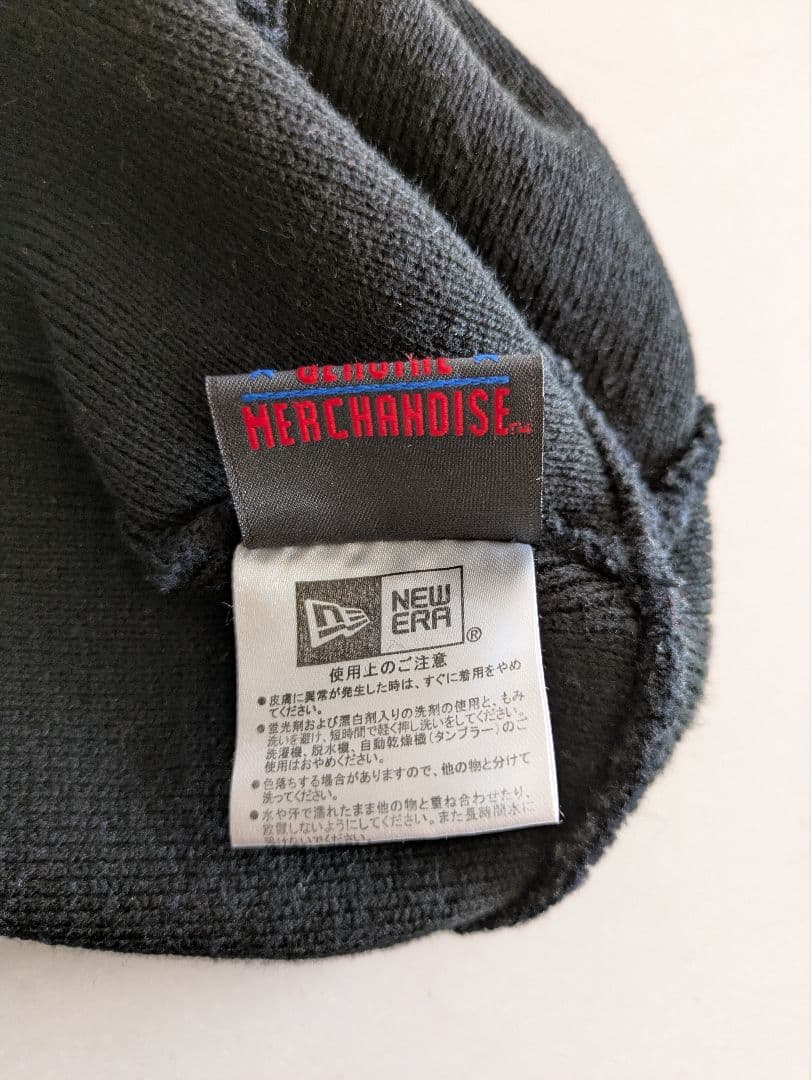 GENUINE
MERCHANDISE™
NEW
ERA®
使用上のご注意
●皮膚に異常が発生した時は、すぐに着用をやめ
てください。
●蛍光剤および漂白剤入りの洗剤の使用と、もみ
洗いを避け、短時間で軽く押し洗いをしてください。
洗濯機、脱水機、自動乾燥機(タンブラー)のご
使用はおやめください。
●色落ちする場合がありますので、他の物と分けて
洗ってください。
●水や汗で濡れたまま他の物と重ね合わせたり、
放置しないようにしてください。また長時間水に